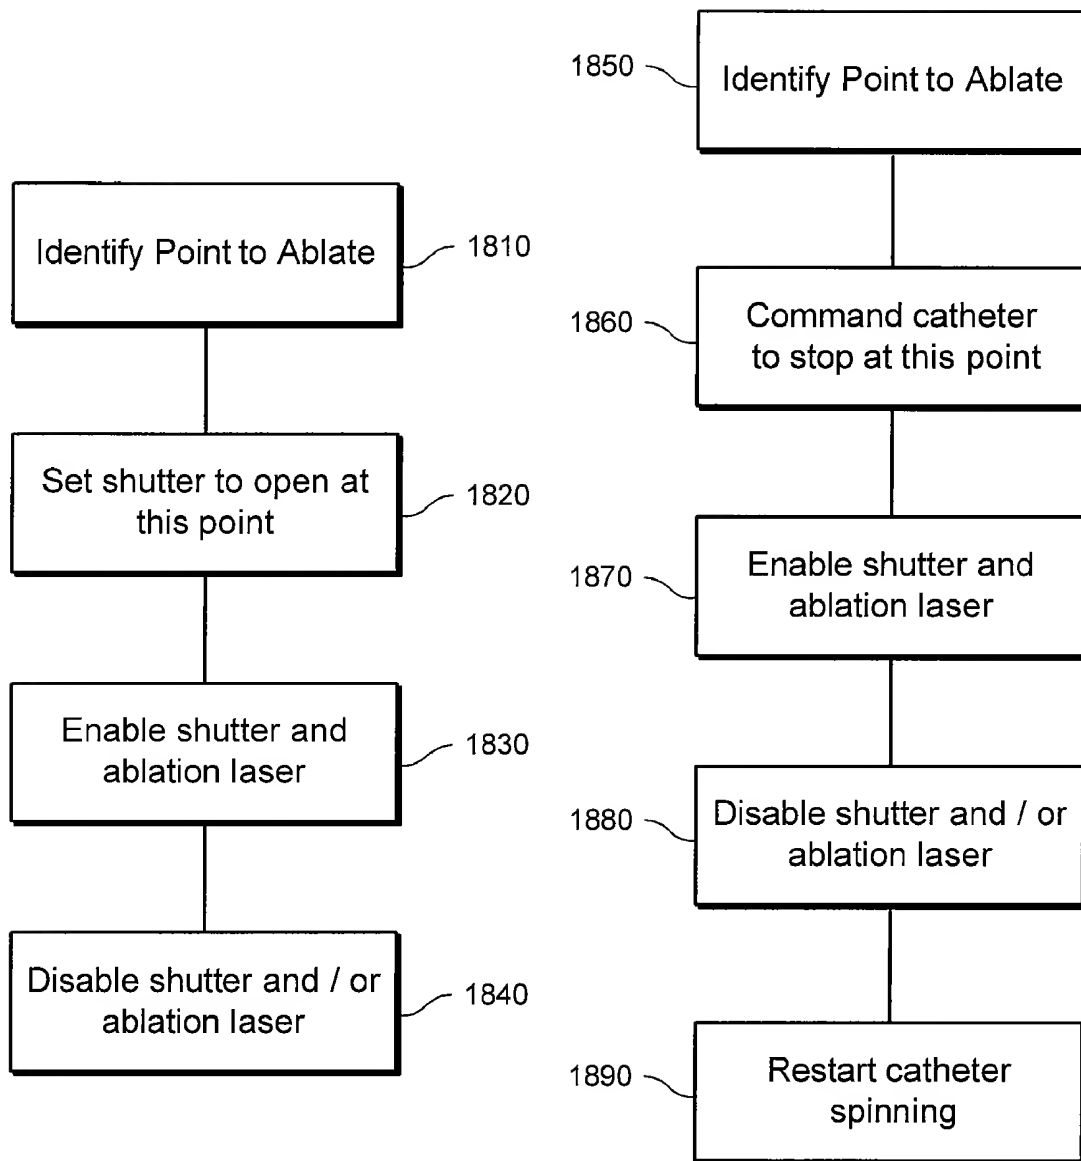 Identify Point to Ablate
1810
Set shutter to open at
this point
1820
Enable shutter and
ablation laser
1830
Disable shutter and / or
ablation laser
1840
1850
Identify Point to Ablate
1860
Command catheter
to stop at this point
1870
Enable shutter and
ablation laser
1880
Disable shutter and / or
ablation laser
1890
Restart catheter
spinning